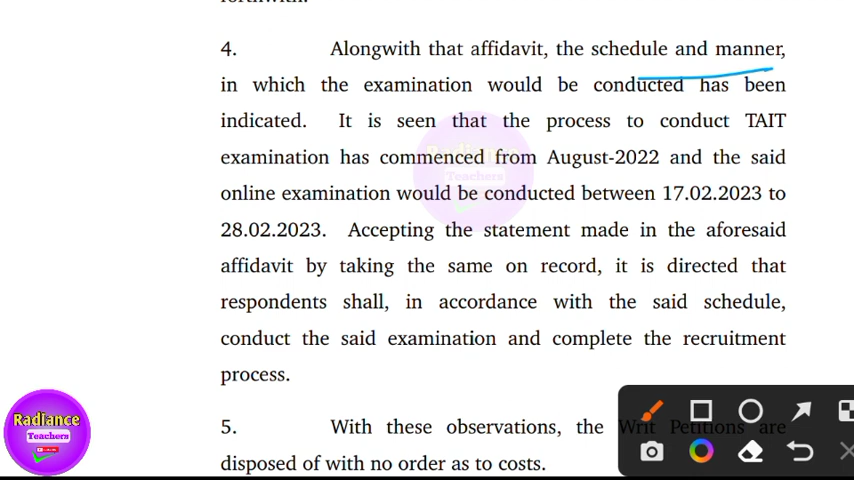 forthwith.
4. Alongwith that affidavit, the schedule and manner,
in which the examination would be conducted has been
indicated. It is seen that the process to conduct TAIT
examination has commenced from August-2022 and the said
online examination would be conducted between 17.02.2023 to
28.02.2023. Accepting the statement made in the aforesaid
affidavit by taking the same on record, it is directed that
respondents shall, in accordance with the said schedule,
conduct the said examination and complete the recruitment
process.
5. With these observations, the Writ Petitions are
disposed of with no order as to costs.
Radiance
Teachers
Radiance
Teachers